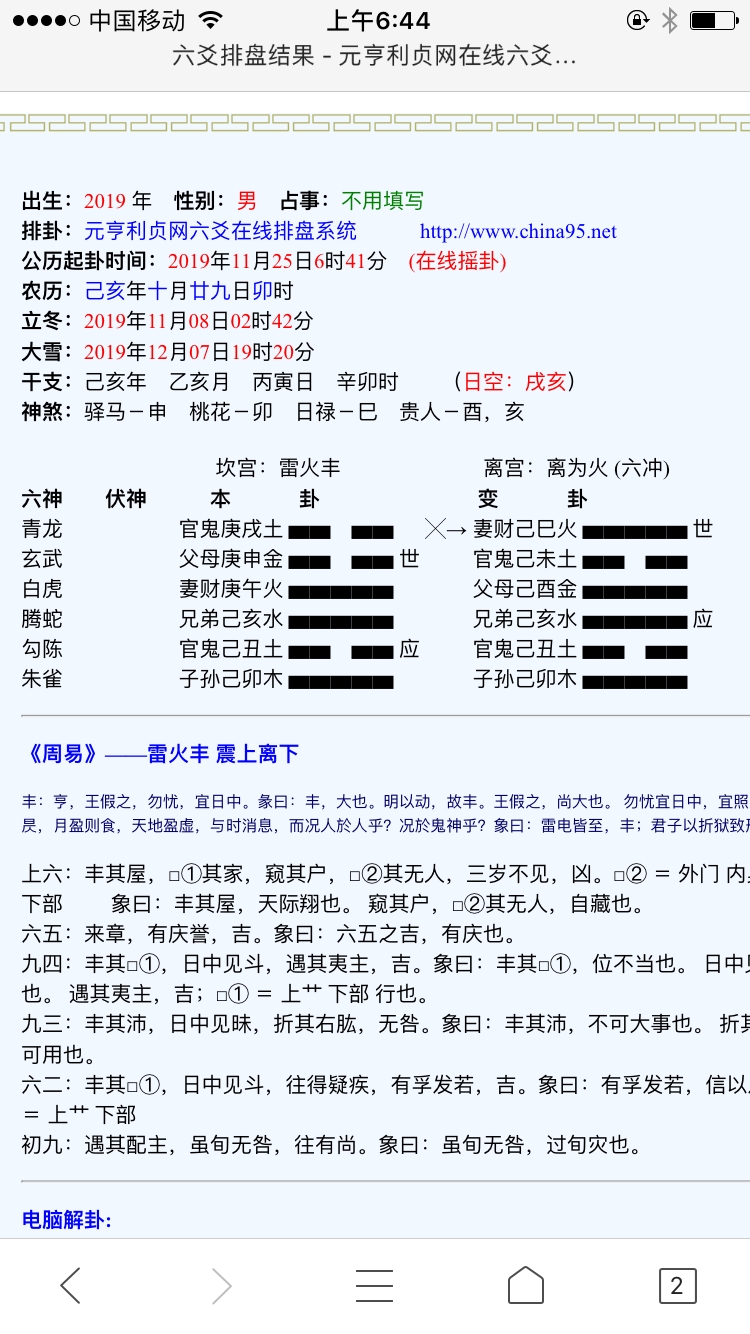 中国移动 上午6:44
六爻排盘结果 - 元亨利贞网在线六爻...
出生：2019 年 性别：男 占事：不用填写
排卦：元亨利贞网六爻在线排盘系统 http://www.china95.net
公历起卦时间：2019年11月25日6时41分 (在线摇卦)
农历：己亥年十月廿九日卯时
立冬：2019年11月08日02时42分
大雪：2019年12月07日19时20分
干支：己亥年 乙亥月 丙寅日 辛卯时 （日空：戌亥）
神煞：驿马－申 桃花－卯 日禄－巳 贵人－酉，亥
坎宫：雷火丰 离宫：离为火 (六冲)
六神 伏神 本 卦 变 卦
青龙 官鬼庚戌土 ╳→ 妻财己巳火 世
玄武 父母庚申金 世 官鬼己未土
白虎 妻财庚午火 父母己酉金
腾蛇 兄弟己亥水 兄弟己亥水 应
勾陈 官鬼己丑土 应 官鬼己丑土
朱雀 子孙己卯木 子孙己卯木
《周易》——雷火丰 震上离下
丰：亨，王假之，勿忧，宜日中。彖曰：丰，大也。明以动，故丰。王假之，尚大也。 勿忧宜日中，宜照
昃，月盈则食，天地盈虚，与时消息，而况人於人乎？况於鬼神乎？象曰：雷电皆至，丰；君子以折狱致
上六：丰其屋，□①其家，窥其户，□②其无人，三岁不见，凶。□② ＝ 外门 内
下部 象曰：丰其屋，天际翔也。 窥其户，□②其无人，自藏也。
六五：来章，有庆誉，吉。象曰：六五之吉，有庆也。
九四：丰其□①，日中见斗，遇其夷主，吉。象曰：丰其□①，位不当也。 日中
也。 遇其夷主，吉；□① ＝ 上艹 下部 行也。
九三：丰其沛，日中见昧，折其右肱，无咎。象曰：丰其沛，不可大事也。 折
可用也。
六二：丰其□①，日中见斗，往得疑疾，有孚发若，吉。象曰：有孚发若，信以
＝ 上艹 下部
初九：遇其配主，虽旬无咎，往有尚。象曰：虽旬无咎，过旬灾也。
电脑解卦:
2